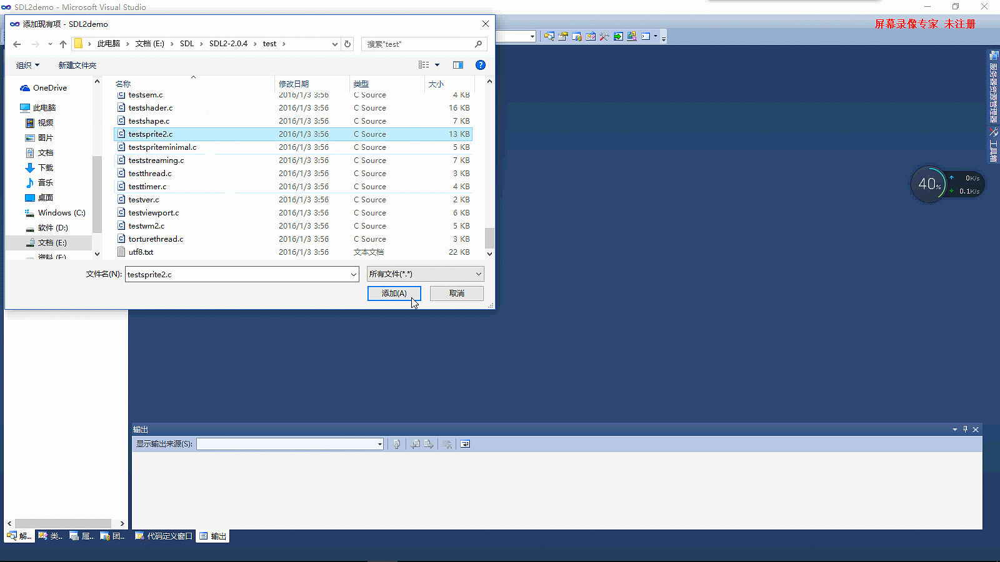 SDL2demo - Microsoft Visual Studio
屏幕录像专家 未注册
添加现有项 - SDL2demo
此电脑 › 文档 (E:) › SDL › SDL2-2.0.4 › test ›
搜索"test"
组织
新建文件夹
名称 修改日期 类型 大小
OneDrive
此电脑
视频
图片
文档
下载
音乐
桌面
Windows (C:)
软件 (D:)
文档 (E:)
资料 (F:)
testsem.c 2016/1/3 3:56 C Source 4 KB
testshader.c 2016/1/3 3:56 C Source 16 KB
testshape.c 2016/1/3 3:56 C Source 7 KB
testsprite2.c 2016/1/3 3:56 C Source 13 KB
testspriteminimal.c 2016/1/3 3:56 C Source 5 KB
teststreaming.c 2016/1/3 3:56 C Source 7 KB
testthread.c 2016/1/3 3:56 C Source 3 KB
testtimer.c 2016/1/3 3:56 C Source 4 KB
testver.c 2016/1/3 3:56 C Source 2 KB
testviewport.c 2016/1/3 3:56 C Source 6 KB
testwm2.c 2016/1/3 3:56 C Source 5 KB
torturethread.c 2016/1/3 3:56 C Source 3 KB
utf8.txt 2016/1/3 3:56 文本文档 22 KB
文件名(N): testsprite2.c 所有文件(*.*)
添加(A) 取消
服务器资源管理器
工具箱
40%
0K/s
0.1K/s
输出
显示输出来源(S):
解... 类... 属... 团... 代码定义窗口 输出